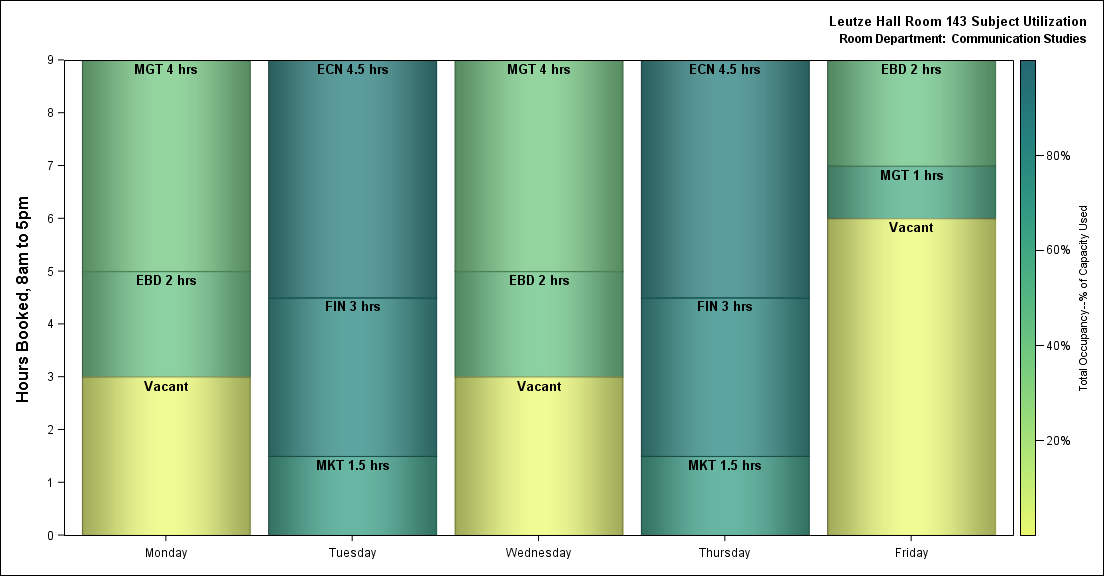 Leutze Hall Room 143 Subject Utilization
Room Department: Communication Studies
Hours Booked, 8am to 5pm
9
8
7
6
5
4
3
2
1
0
MGT 4 hrs
EBD 2 hrs
Vacant
ECN 4.5 hrs
FIN 3 hrs
MKT 1.5 hrs
MGT 4 hrs
EBD 2 hrs
Vacant
ECN 4.5 hrs
FIN 3 hrs
MKT 1.5 hrs
EBD 2 hrs
MGT 1 hrs
Vacant
Monday
Tuesday
Wednesday
Thursday
Friday
80%
60%
40%
20%
Total Occupancy--% of Capacity Used